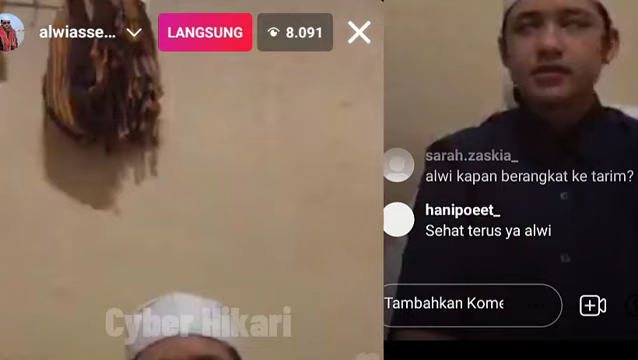 alwiasse...
LANGSUNG
8.091
Cyber Hikari
sarah.zaskia_
alwi kapan berangkat ke tarim?
hanipoeet_
Sehat terus ya alwi
Tambahkan Kome